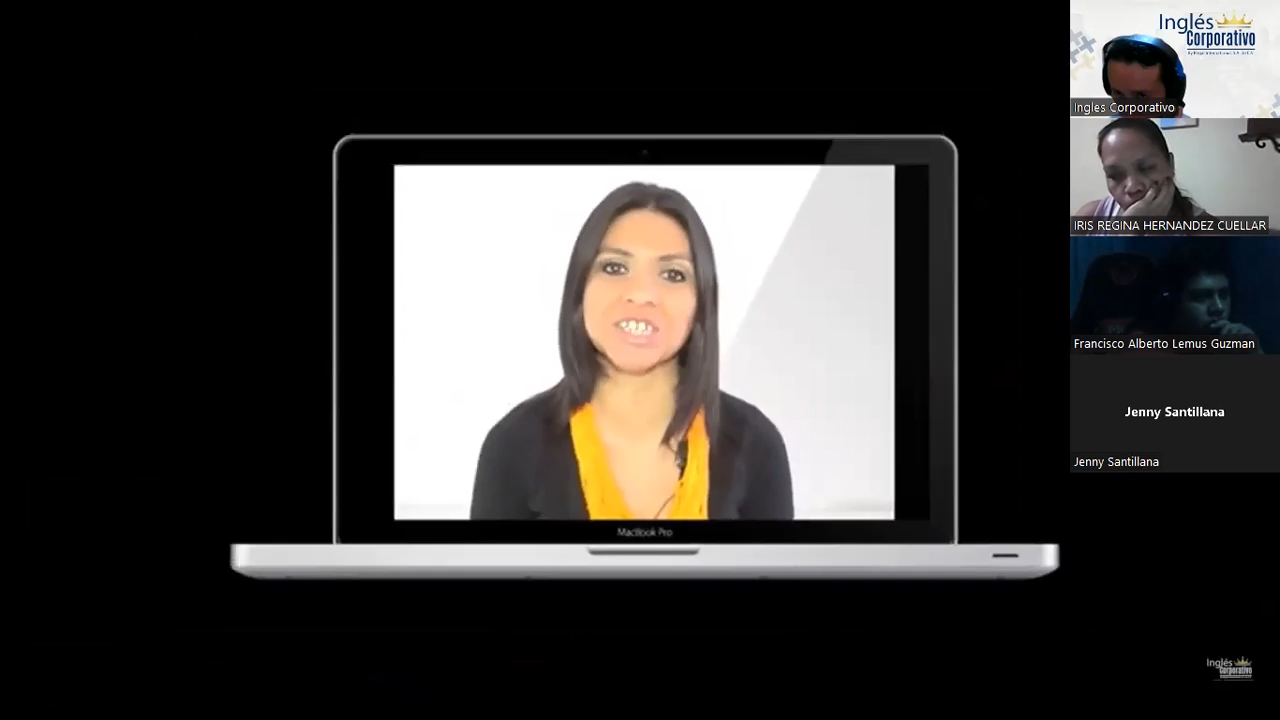 Inglés
Corporativo
Ingles Corporativo
IRIS REGINA HERNANDEZ CUELLAR
Francisco Alberto Lemus Guzman
Jenny Santillana
Jenny Santillana
MacBook Pro
Inglés
Corporativo